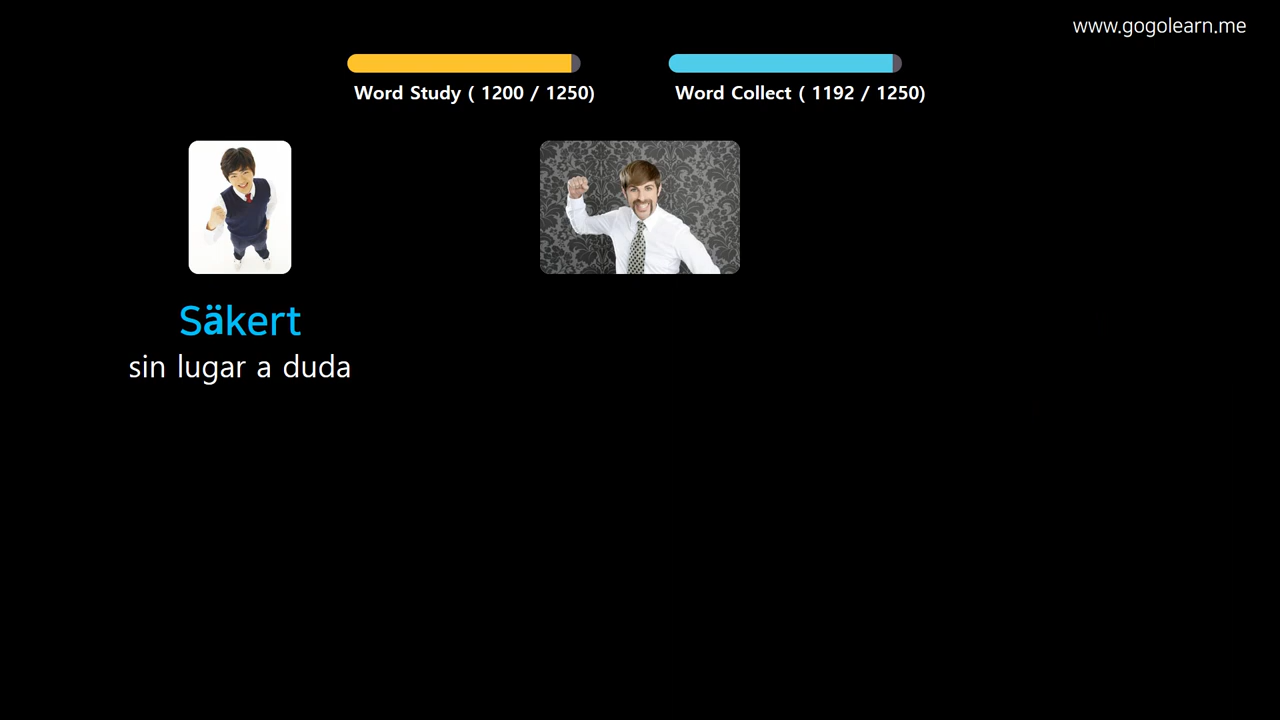 www.gogolearn.me
Word Study ( 1200 / 1250)
Word Collect ( 1192 / 1250)
Säkert
sin lugar a duda